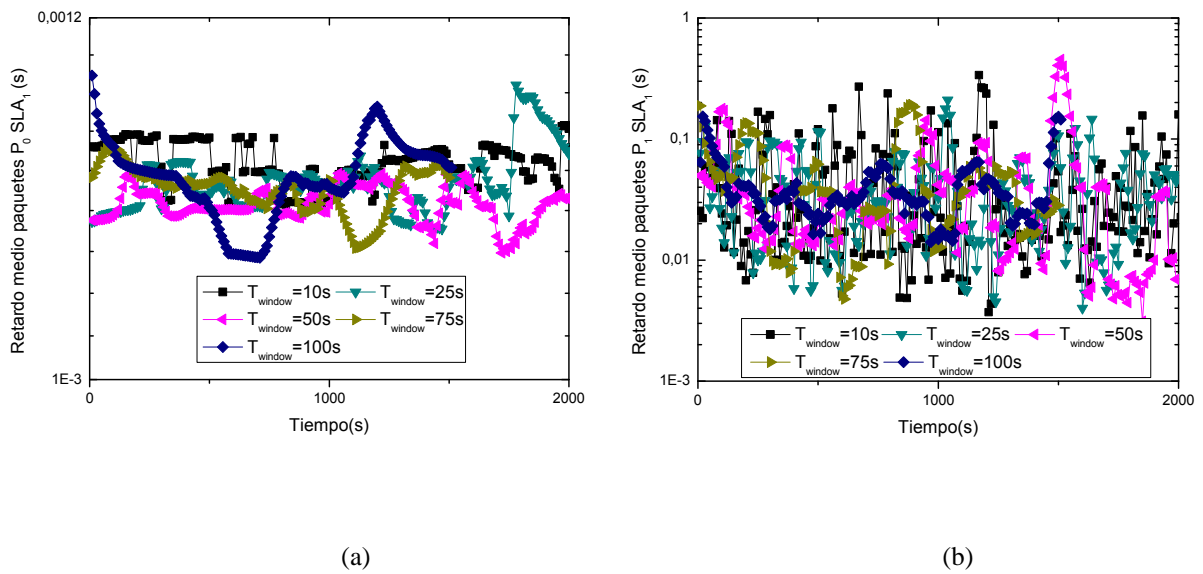 0,0012
1E-3
Retardo medio paquetes P0 SLA1 (s)
Twindow=10s Twindow=25s
Twindow=50s Twindow=75s
Twindow=100s
0 500 1000 1500 2000
Tiempo(s)
(a)
1
0,1
0,01
1E-3
Retardo medio paquetes P1 SLA1 (s)
Twindow=10s Twindow=25s Twindow=50s
Twindow=75s Twindow=100s
0 1000 2000
Tiempo(s)
(b)